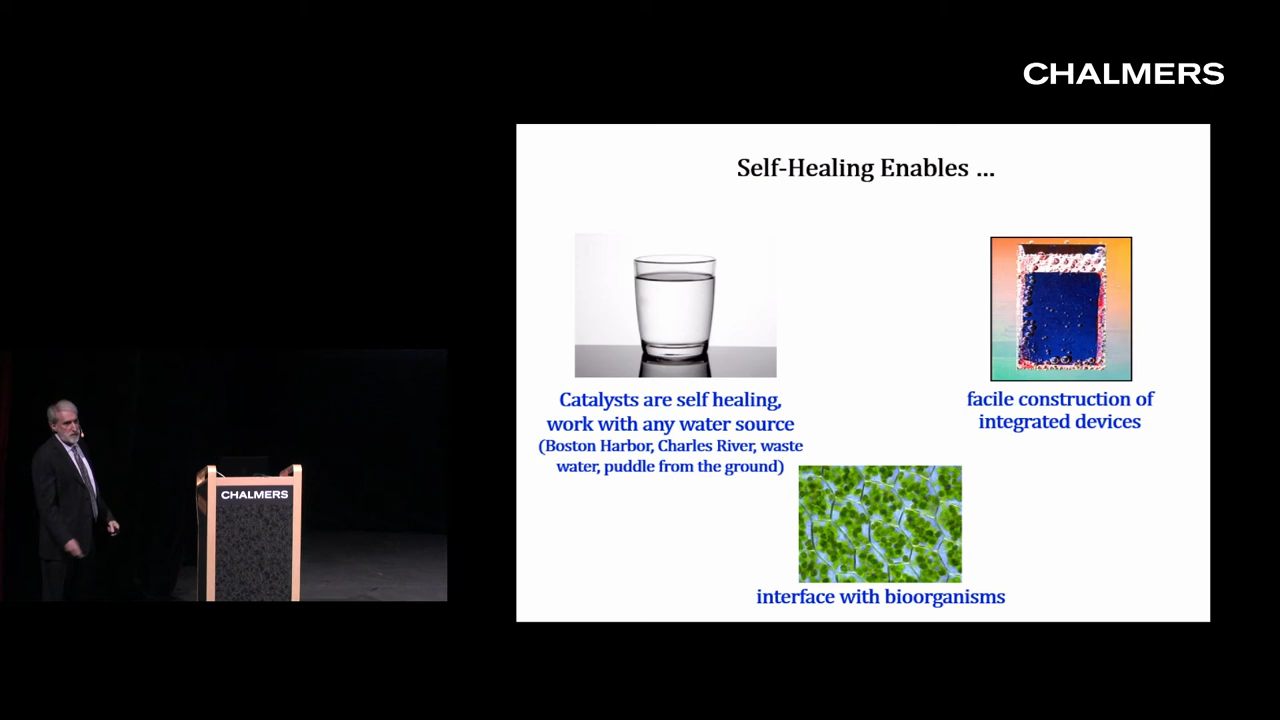 CHALMERS
Self-Healing Enables ...
Catalysts are self healing,
work with any water source
(Boston Harbor, Charles River, waste
water, puddle from the ground)
facile construction of
integrated devices
interface with bioorganisms
CHALMERS